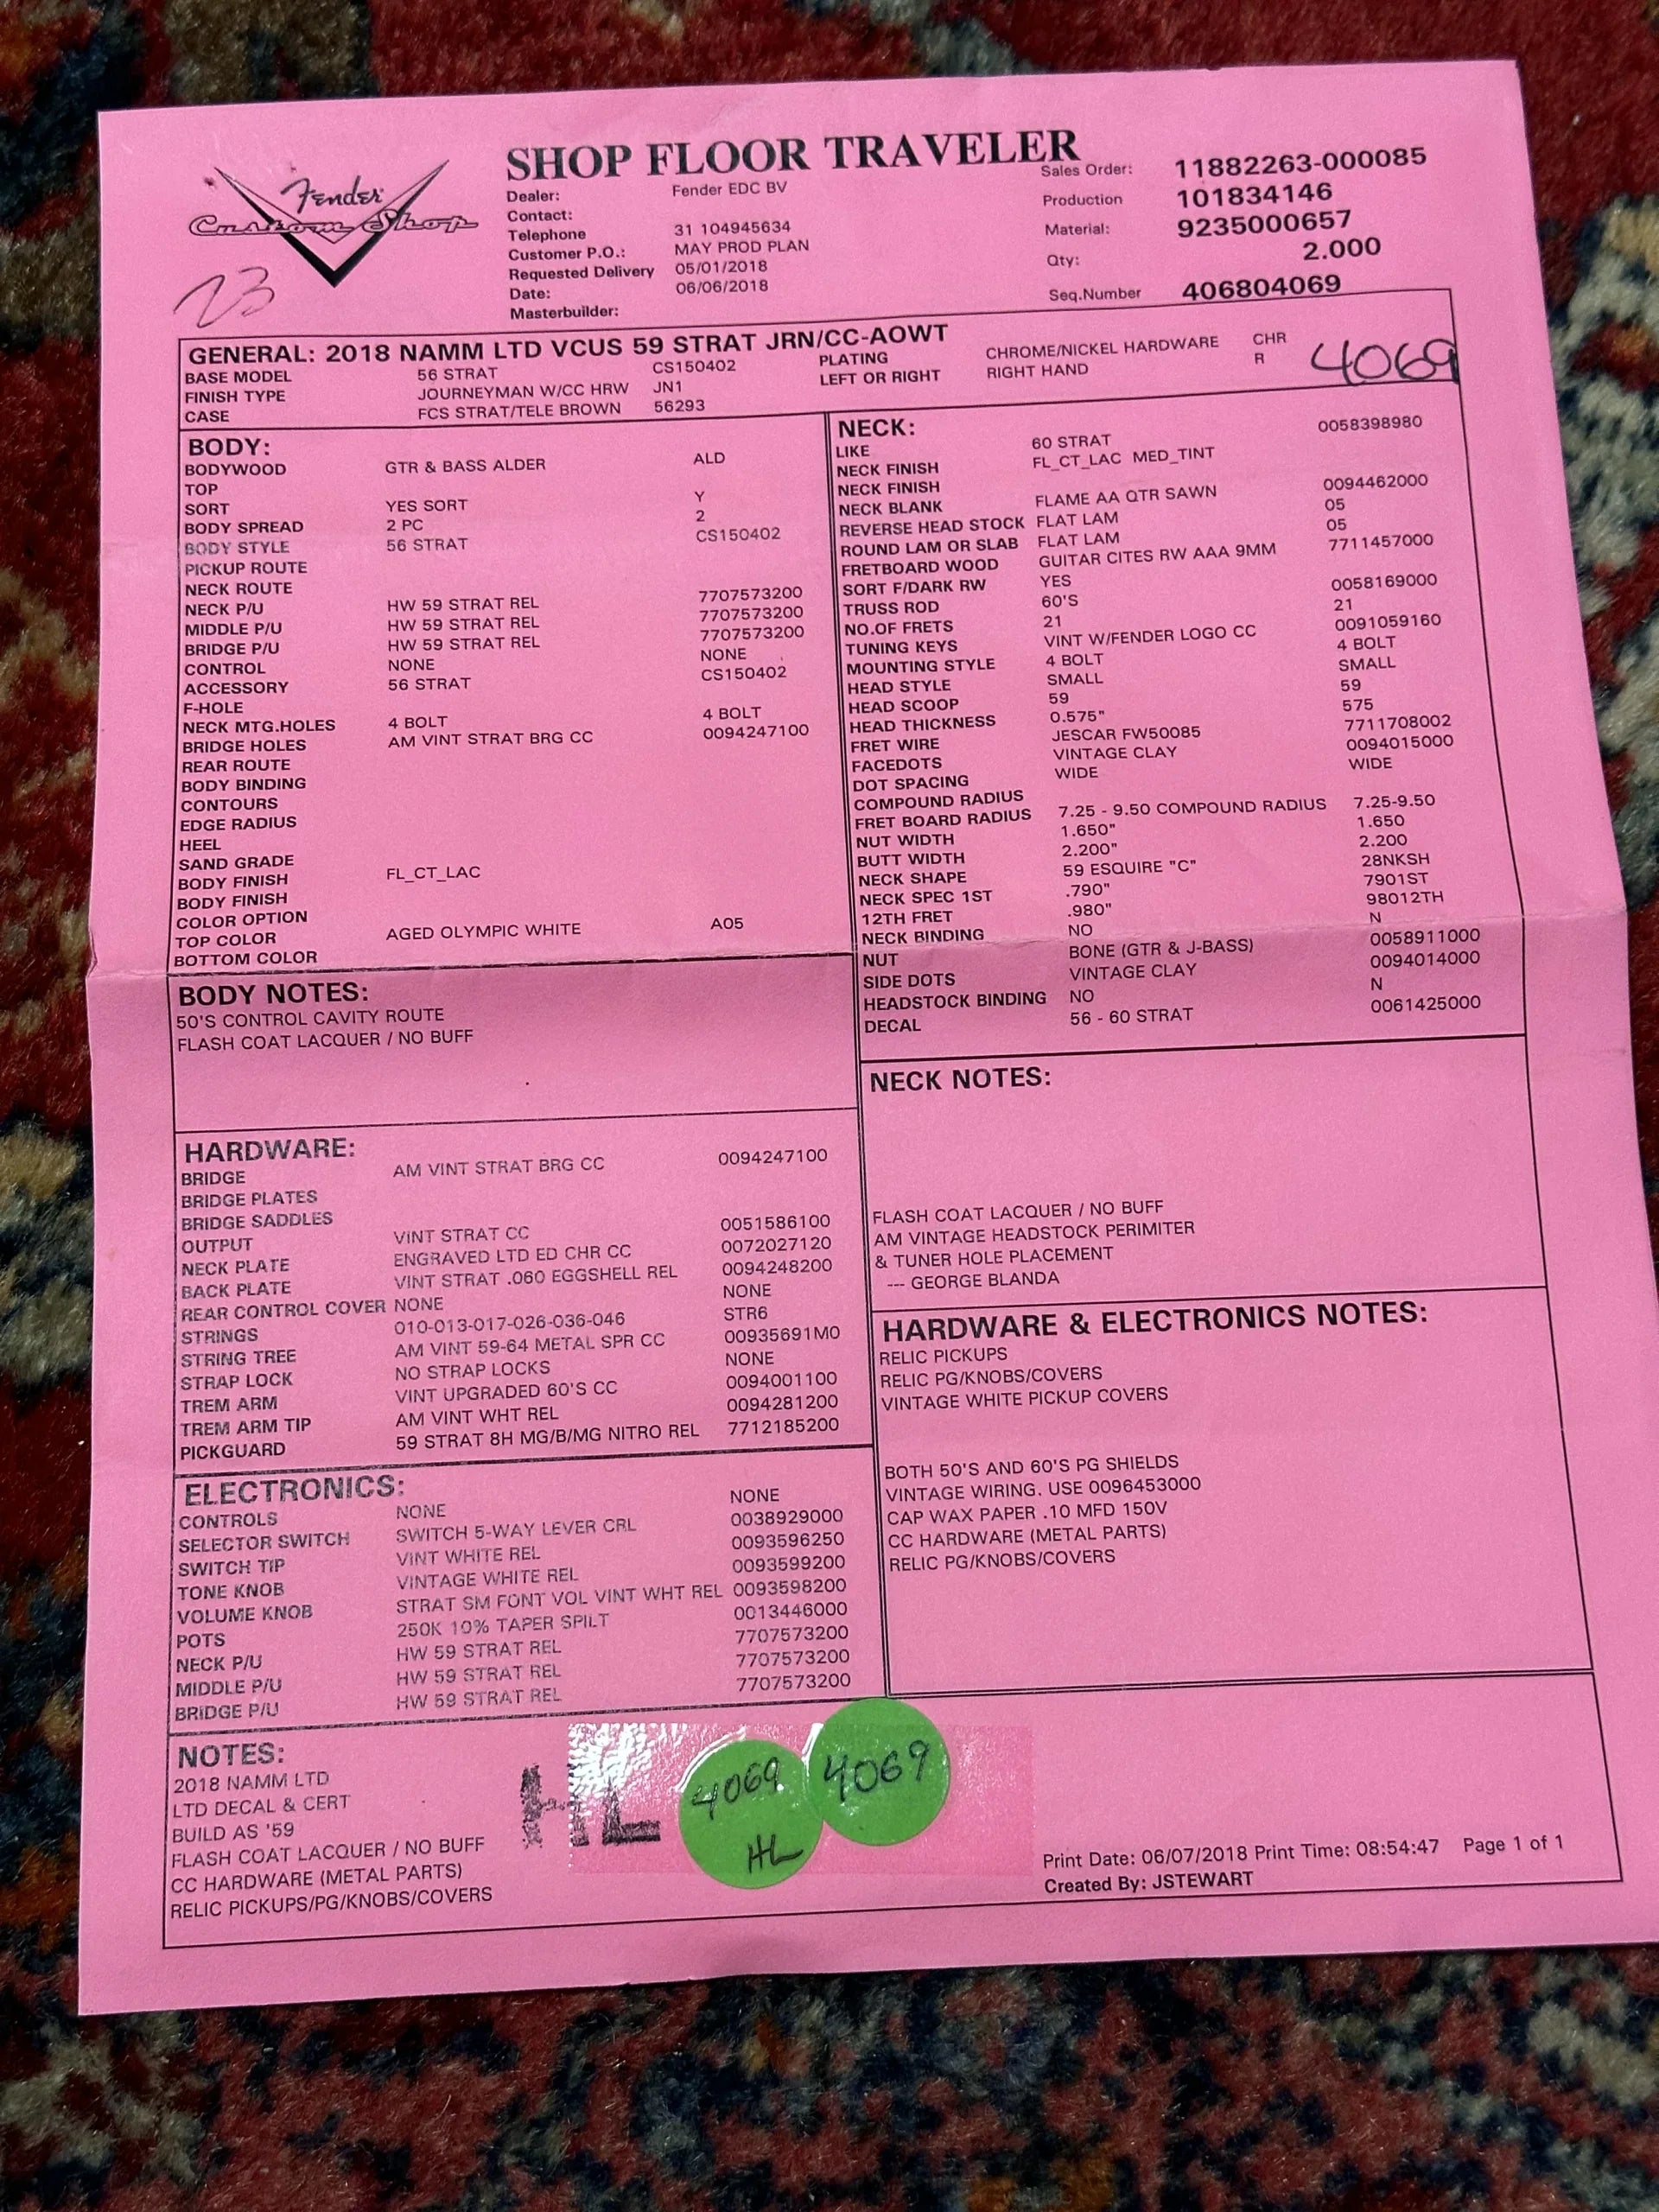 Fender
Custom Shop
23
SHOP FLOOR TRAVELER
Dealer: Fender EDC BV
Contact:
Telephone 31 104945634
Customer P.O.: MAY PROD PLAN
Requested Delivery 05/01/2018
Date: 06/06/2018
Masterbuilder:
Sales Order: 11882263-000085
Production 101834146
Material: 9235000657
Qty: 2.000
Seq.Number 406804069
GENERAL: 2018 NAMM LTD VCUS 59 STRAT JRN/CC-AOWT
BASE MODEL 56 STRAT CS150402
FINISH TYPE JOURNEYMAN W/CC HRW JN1
CASE FCS STRAT/TELE BROWN 56293
PLATING CHROME/NICKEL HARDWARE CHR
LEFT OR RIGHT RIGHT HAND R
4069
BODY:
BODYWOOD GTR & BASS ALDER ALD
TOP
SORT YES SORT Y
BODY SPREAD 2 PC 2
BODY STYLE 56 STRAT CS150402
PICKUP ROUTE
NECK ROUTE
NECK P/U HW 59 STRAT REL 7707573200
MIDDLE P/U HW 59 STRAT REL 7707573200
BRIDGE P/U HW 59 STRAT REL 7707573200
CONTROL NONE NONE
ACCESSORY 56 STRAT CS150402
F-HOLE
NECK MTG.HOLES 4 BOLT 4 BOLT
BRIDGE HOLES AM VINT STRAT BRG CC 0094247100
REAR ROUTE
BODY BINDING
CONTOURS
EDGE RADIUS
HEEL
SAND GRADE
BODY FINISH FL_CT_LAC
BODY FINISH
COLOR OPTION
TOP COLOR AGED OLYMPIC WHITE A05
BOTTOM COLOR
BODY NOTES:
50'S CONTROL CAVITY ROUTE
FLASH COAT LACQUER / NO BUFF
HARDWARE:
BRIDGE AM VINT STRAT BRG CC 0094247100
BRIDGE PLATES
BRIDGE SADDLES
OUTPUT VINT STRAT CC 0051586100
NECK PLATE ENGRAVED LTD ED CHR CC 0072027120
BACK PLATE VINT STRAT .060 EGGSHELL REL 0094248200
REAR CONTROL COVER NONE NONE
STRINGS 010-013-017-026-036-046 STR6
STRING TREE AM VINT 59-64 METAL SPR CC 00935691M0
STRAP LOCK NO STRAP LOCKS NONE
TREM ARM VINT UPGRADED 60'S CC 0094001100
TREM ARM TIP AM VINT WHT REL 0094281200
PICKGUARD 59 STRAT 8H MG/B/MG NITRO REL 7712185200
ELECTRONICS:
CONTROLS NONE NONE
SELECTOR SWITCH SWITCH 5-WAY LEVER CRL 0038929000
SWITCH TIP VINT WHITE REL 0093596250
TONE KNOB VINTAGE WHITE REL 0093599200
VOLUME KNOB STRAT SM FONT VOL VINT WHT REL 0093598200
POTS 250K 10% TAPER SPILT 0013446000
NECK P/U HW 59 STRAT REL 7707573200
MIDDLE P/U HW 59 STRAT REL 7707573200
BRIDGE P/U HW 59 STRAT REL 7707573200
NECK: 0058398980
LIKE 60 STRAT
NECK FINISH FL_CT_LAC MED_TINT
NECK FINISH
NECK BLANK FLAME AA QTR SAWN 0094462000
REVERSE HEAD STOCK FLAT LAM 05
ROUND LAM OR SLAB FLAT LAM 05
FRETBOARD WOOD GUITAR CITES RW AAA 9MM 7711457000
SORT F/DARK RW YES
TRUSS ROD 60'S 0058169000
NO.OF FRETS 21 21
TUNING KEYS VINT W/FENDER LOGO CC 0091059160
MOUNTING STYLE 4 BOLT 4 BOLT
HEAD STYLE SMALL SMALL
HEAD SCOOP 59 59
HEAD THICKNESS 0.575" 575
FRET WIRE JESCAR FW50085 7711708002
FACEDOTS VINTAGE CLAY 0094015000
DOT SPACING WIDE WIDE
COMPOUND RADIUS
FRET BOARD RADIUS 7.25 - 9.50 COMPOUND RADIUS 7.25-9.50
NUT WIDTH 1.650" 1.650
BUTT WIDTH 2.200" 2.200
NECK SHAPE 59 ESQUIRE "C" 28NKSH
NECK SPEC 1ST .790" 7901ST
12TH FRET .980" 98012TH
NECK BINDING NO N
NUT BONE (GTR & J-BASS) 0058911000
SIDE DOTS VINTAGE CLAY 0094014000
HEADSTOCK BINDING NO N
DECAL 56 - 60 STRAT 0061425000
NECK NOTES:
FLASH COAT LACQUER / NO BUFF
AM VINTAGE HEADSTOCK PERIMITER
& TUNER HOLE PLACEMENT
--- GEORGE BLANDA
HARDWARE & ELECTRONICS NOTES:
RELIC PICKUPS
RELIC PG/KNOBS/COVERS
VINTAGE WHITE PICKUP COVERS
BOTH 50'S AND 60'S PG SHIELDS
VINTAGE WIRING. USE 0096453000
CAP WAX PAPER .10 MFD 150V
CC HARDWARE (METAL PARTS)
RELIC PG/KNOBS/COVERS
NOTES:
2018 NAMM LTD
LTD DECAL & CERT
BUILD AS '59
FLASH COAT LACQUER / NO BUFF
CC HARDWARE (METAL PARTS)
RELIC PICKUPS/PG/KNOBS/COVERS
HL
4069
HL
4069
Print Date: 06/07/2018 Print Time: 08:54:47 Page 1 of 1
Created By: JSTEWART